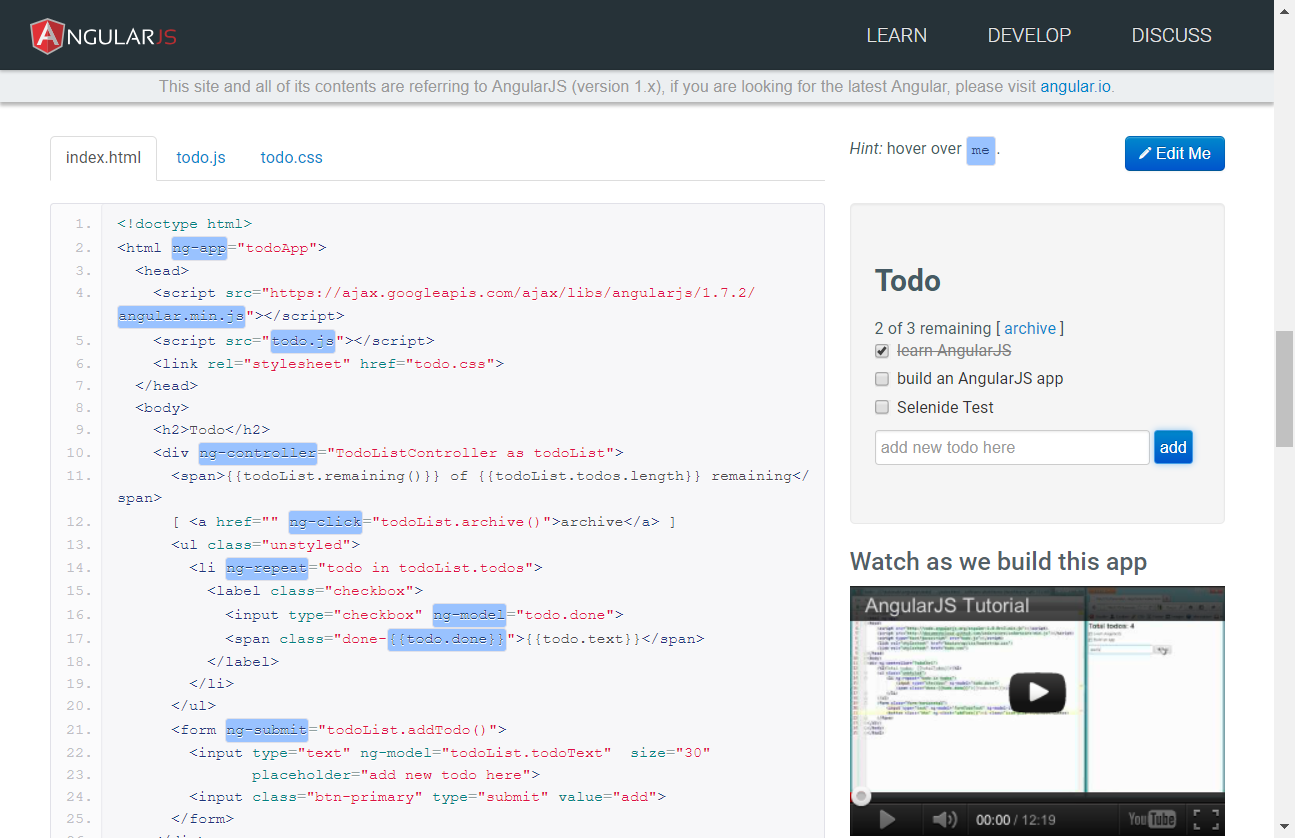 NGULARJS
LEARN DEVELOP DISCUSS
This site and all of its contents are referring to AngularJS (version 1.x), if you are looking for the latest Angular, please visit angular.io.
index.html todo.js todo.css
1. <!doctype html>
2. <html ng-app="todoApp">
3. <head>
4. <script src="https://ajax.googleapis.com/ajax/libs/angularjs/1.7.2/
angular.min.js"></script>
5. <script src="todo.js"></script>
6. <link rel="stylesheet" href="todo.css">
7. </head>
8. <body>
9. <h2>Todo</h2>
10. <div ng-controller="TodoListController as todoList">
11. <span>{{todoList.remaining()}} of {{todoList.todos.length}} remaining</
span>
12. [ <a href="" ng-click="todoList.archive()">archive</a> ]
13. <ul class="unstyled">
14. <li ng-repeat="todo in todoList.todos">
15. <label class="checkbox">
16. <input type="checkbox" ng-model="todo.done">
17. <span class="done-{{todo.done}}">{{todo.text}}</span>
18. </label>
19. </li>
20. </ul>
21. <form ng-submit="todoList.addTodo()">
22. <input type="text" ng-model="todoList.todoText"  size="30"
23. placeholder="add new todo here">
24. <input class="btn-primary" type="submit" value="add">
25. </form>
Hint: hover over me .
Edit Me
Todo
2 of 3 remaining [ archive ]
learn AngularJS
build an AngularJS app
Selenide Test
add new todo here add
Watch as we build this app
AngularJS Tutorial
Total todos: 4
00:00 / 12:19 YouTube